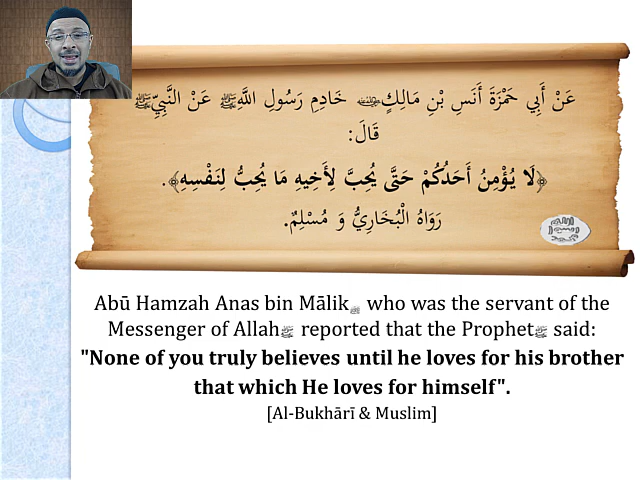 عَنْ أَبِي حَمْزَةَ أَنَسِ بْنِ مَالِكٍ خَادِمِ رَسُولِ اللَّهِ ﷺ عَنْ النَّبِيِّ ﷺ
قَالَ:
﴿لَا يُؤْمِنُ أَحَدُكُمْ حَتَّى يُحِبَّ لِأَخِيهِ مَا يُحِبُّ لِنَفْسِهِ﴾.
رَوَاهُ الْبُخَارِيُّ وَ مُسْلِمٌ.
Abū Hamzah Anas bin Mālik who was the servant of the
Messenger of Allah ﷺ reported that the Prophet ﷺ said:
"None of you truly believes until he loves for his brother
that which He loves for himself".
[Al-Bukhārī & Muslim]